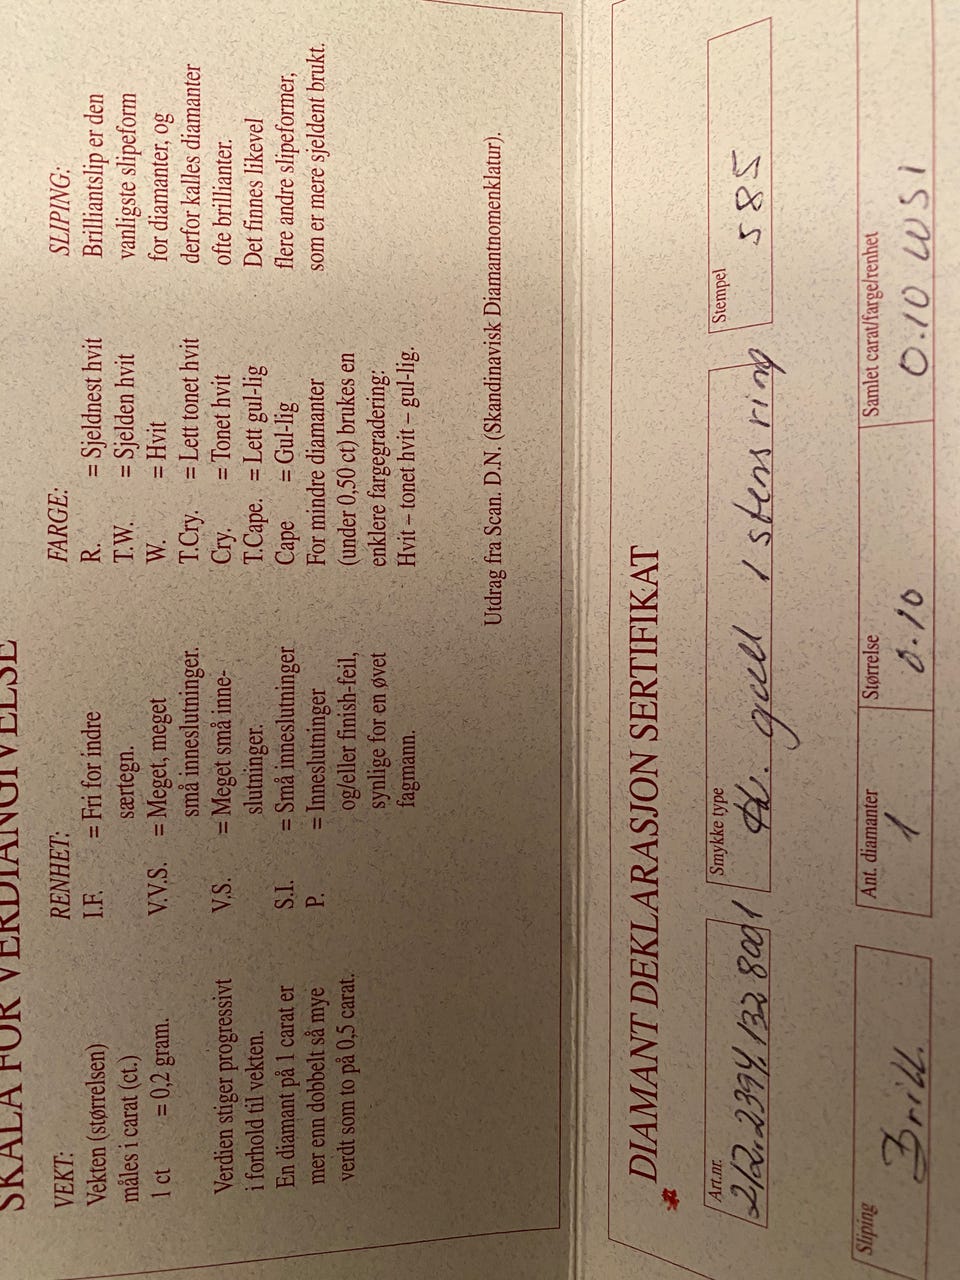 SKALA FOR VERDIANGIVELSE
VEKT:
Vekten (størrelsen)
måles i carat (ct.)
1 ct = 0,2 gram.
Verdien stiger progressivt
i forhold til vekten.
En diamant på 1 carat er
mer enn dobbelt så mye
verdt som to på 0,5 carat.
RENHET:
I.F. = Fri for indre
særtegn.
V.V.S. = Meget, meget
små inneslutninger.
V.S. = Meget små inne-
slutninger.
S.I. = Små inneslutninger
P. = Inneslutninger
og/eller finish-feil,
synlige for en øvet
fagmann.
FARGE:
R. = Sjeldnest hvit
T.W. = Sjelden hvit
W. = Hvit
T.Cry. = Lett tonet hvit
Cry. = Tonet hvit
T.Cape. = Lett gul-lig
Cape = Gul-lig
For mindre diamanter
(under 0,50 ct) brukes en
enklere fargegradering:
Hvit – tonet hvit – gul-lig.
SLIPING:
Brilliantslip er den
vanligste slipeform
for diamanter, og
derfor kalles diamanter
ofte brillianter.
Det finnes likevel
flere andre slipeformer,
som er mere sjeldent brukt.
Utdrag fra Scan. D.N. (Skandinavisk Diamantnomenklatur).
DIAMANT DEKLARASJON SERTIFIKAT
Art.nr.
Smykke type
gull 1 stens ring
Stempel
585
Sliping
Brill.
Ant. diamanter
1
Størrelse
0.10
Samlet carat/farge/renhet
0.10 WSI